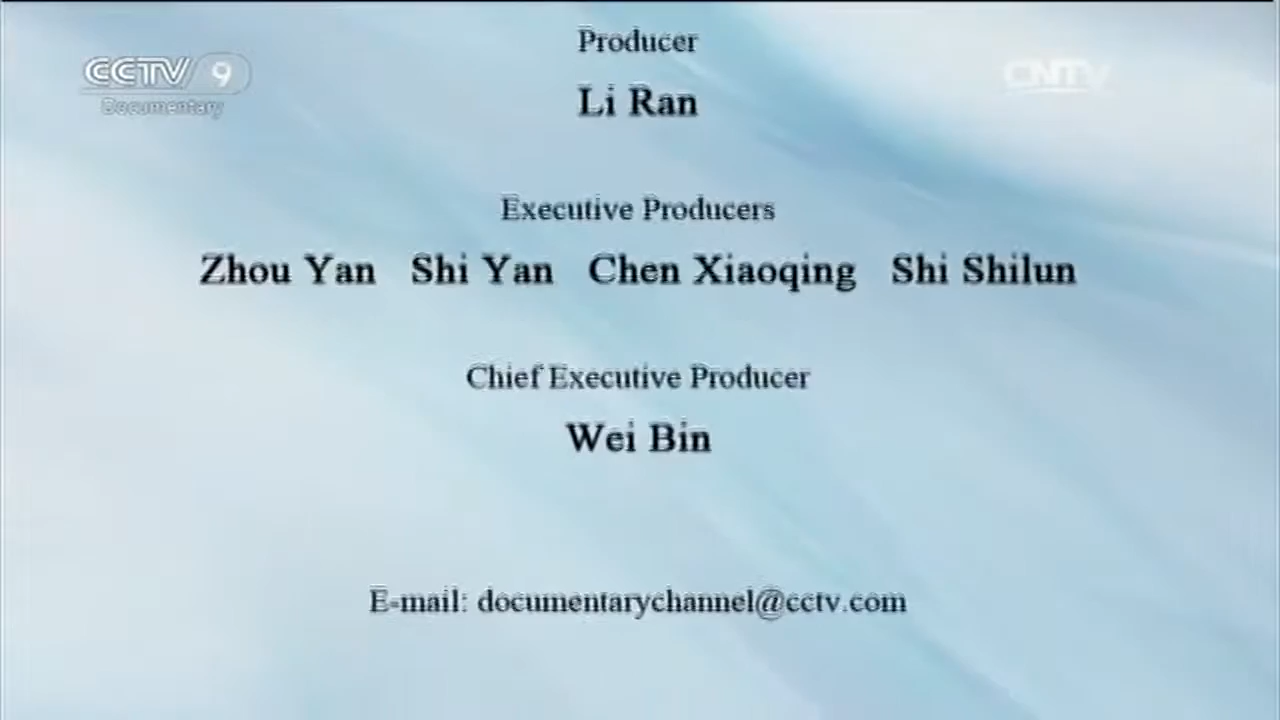 Producer
CCTV 9
Documentary
CNTV
Li Ran
Executive Producers
Zhou Yan Shi Yan Chen Xiaoqing Shi Shilun
Chief Executive Producer
Wei Bin
E-mail: documentarychannel@cctv.com